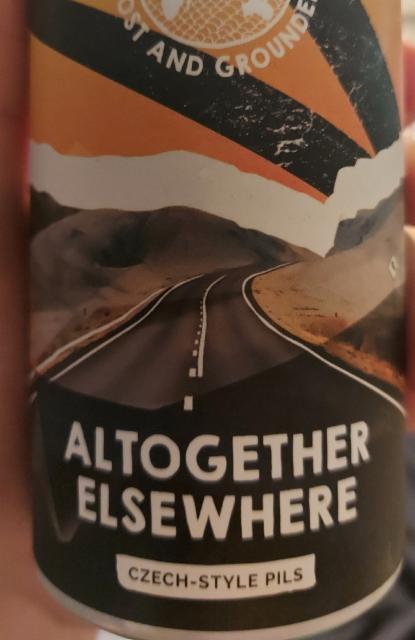 OST AND GROUNDE
ALTOGETHER
ELSEWHERE
CZECH-STYLE PILS